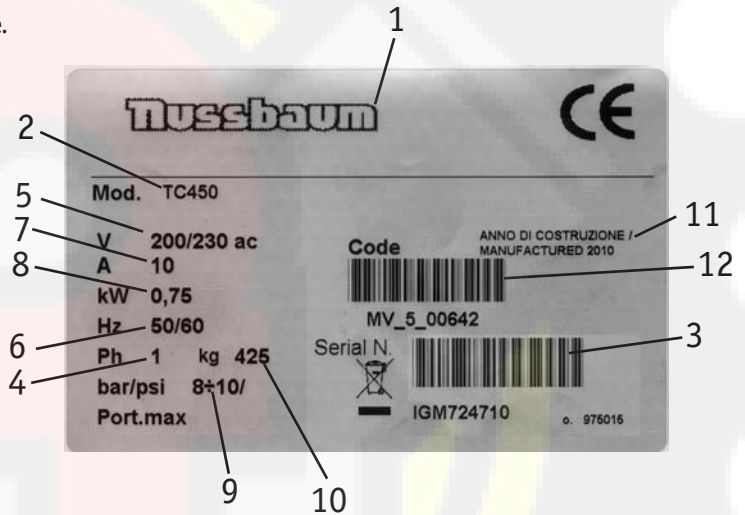 e.
1
nussbaum CE
2
Mod. TC450
5
7
8
6
4
V 200/230 ac
A 10
kW 0,75
Hz 50/60
Ph 1 kg 425
bar/psi 8÷10/
Port.max
9
10
Code
ANNO DI COSTRUZIONE /
MANUFACTURED 2010
11
12
MV_5_00642
Serial N.
3
IGM724710 o. 975015